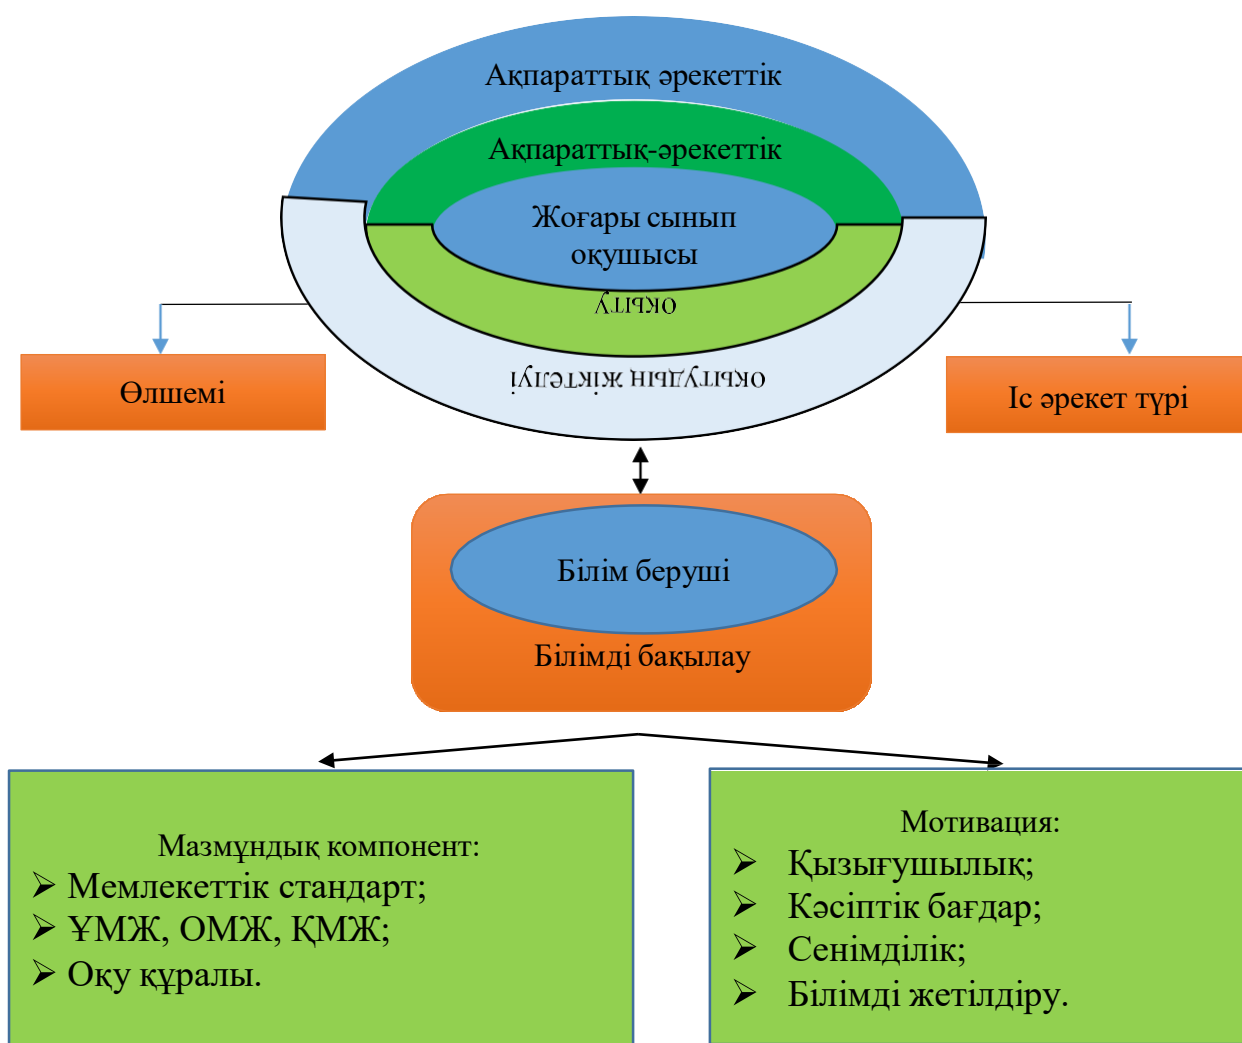 Ақпараттық әрекеттік
Ақпараттық-әрекеттік
Жоғары сынып
оқушысы
оқыту
оқытудың жіктелуі
Өлшемі
Іс әрекет түрі
Білім беруші
Білімді бақылау
Мазмұндық компонент:
➢ Мемлекеттік стандарт;
➢ ҰМЖ, ОМЖ, ҚМЖ;
➢ Оқу құралы.
Мотивация:
➢ Қызығушылық;
➢ Кәсіптік бағдар;
➢ Сенімділік;
➢ Білімді жетілдіру.